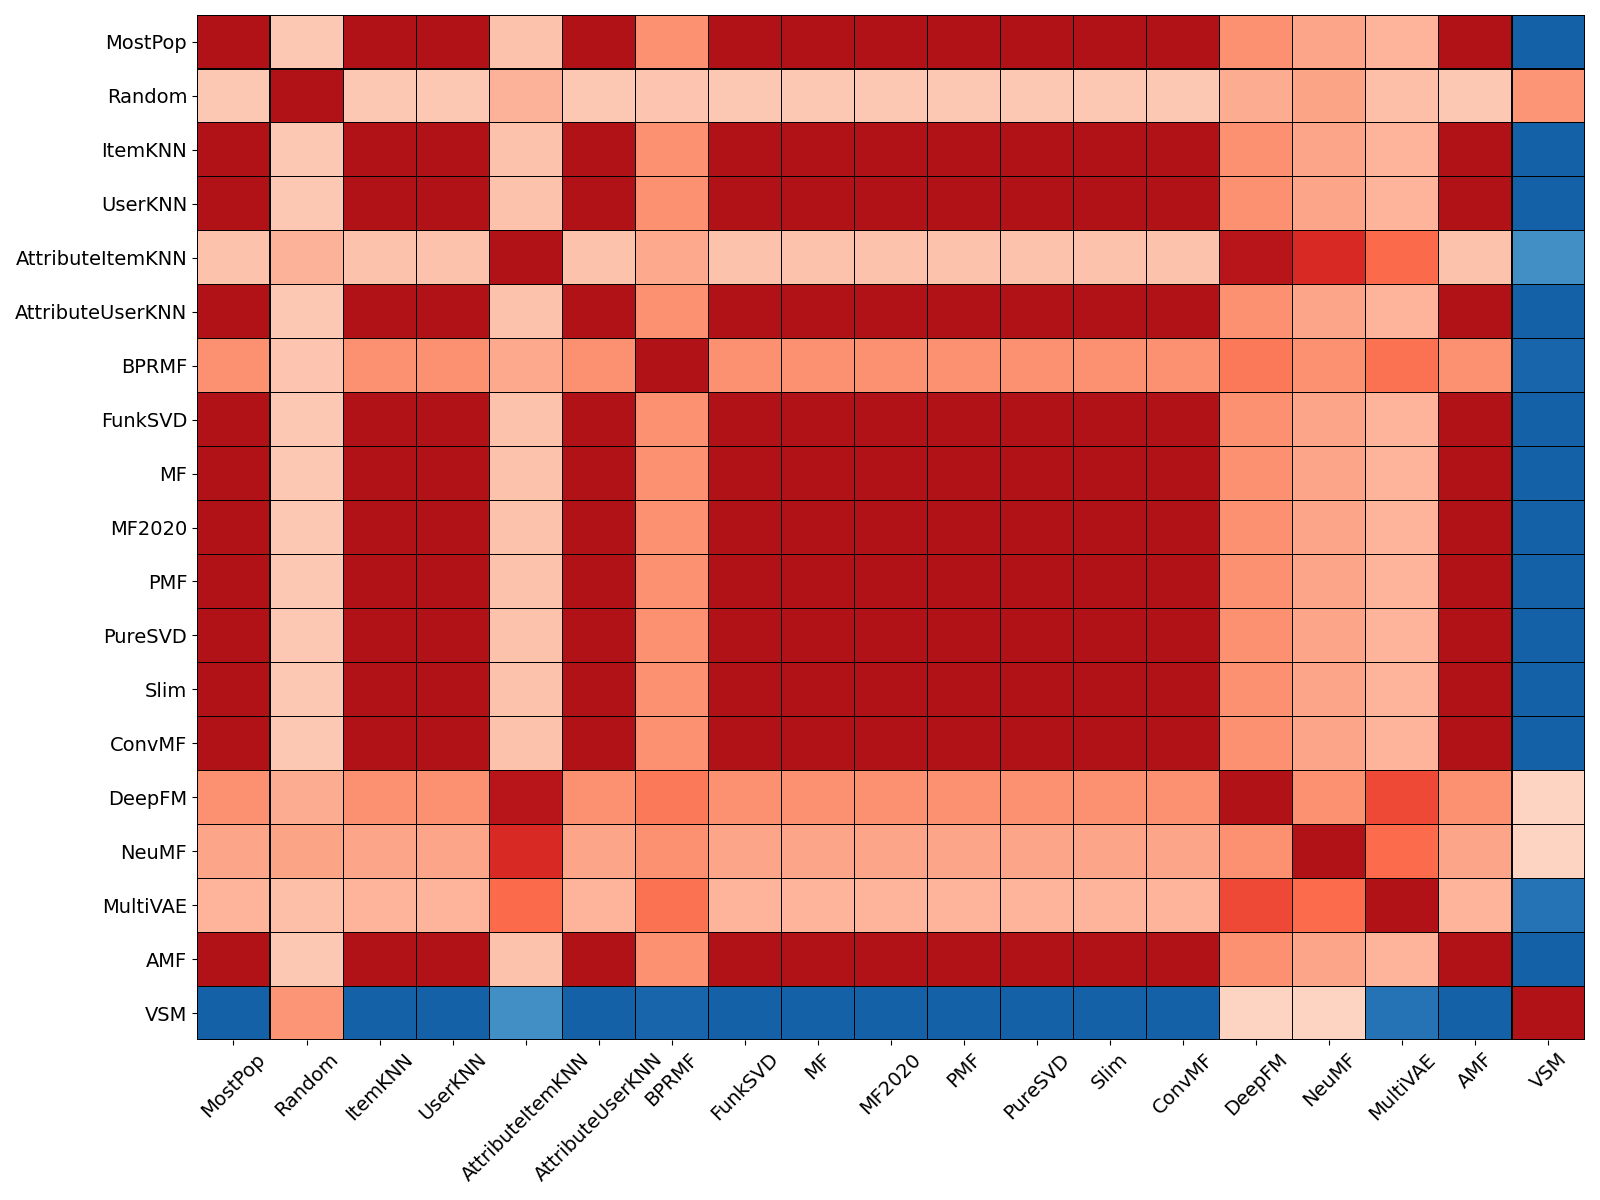 MostPop
Random
ItemKNN
UserKNN
AttributeItemKNN
AttributeUserKNN
BPRMF
FunkSVD
MF
MF2020
PMF
PureSVD
Slim
ConvMF
DeepFM
NeuMF
MultiVAE
AMF
VSM
MostPop
Random
ItemKNN
UserKNN
AttributeItemKNN
AttributeUserKNN
BPRMF
FunkSVD
MF
MF2020
PMF
PureSVD
Slim
ConvMF
DeepFM
NeuMF
MultiVAE
AMF
VSM